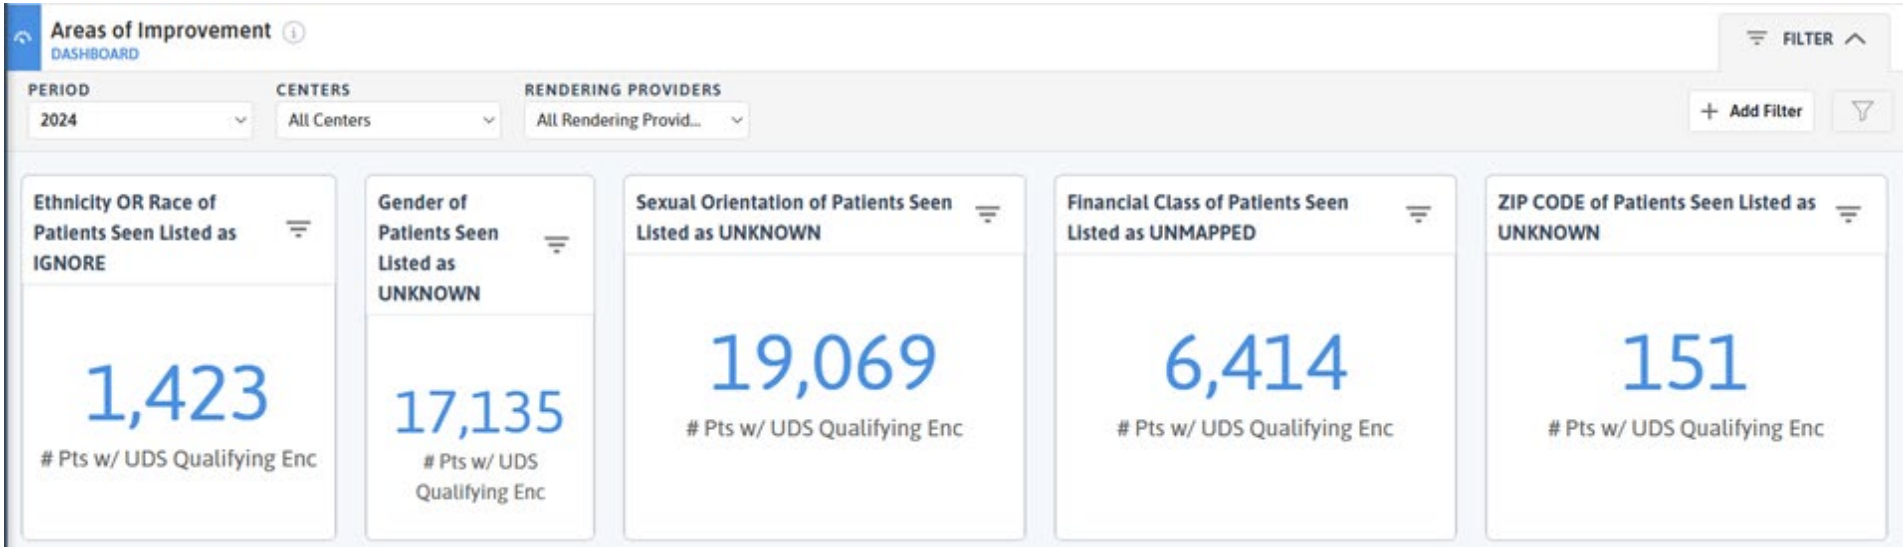 Areas of Improvement
DASHBOARD
FILTER
PERIOD
2024
CENTERS
All Centers
RENDERING PROVIDERS
All Rendering Provid...
+ Add Filter
Ethnicity OR Race of
Patients Seen Listed as
IGNORE
1,423
# Pts w/ UDS Qualifying Enc
Gender of
Patients Seen
Listed as
UNKNOWN
17,135
# Pts w/ UDS
Qualifying Enc
Sexual Orientation of Patients Seen
Listed as UNKNOWN
19,069
# Pts w/ UDS Qualifying Enc
Financial Class of Patients Seen
Listed as UNMAPPED
6,414
# Pts w/ UDS Qualifying Enc
ZIP CODE of Patients Seen Listed as
UNKNOWN
151
# Pts w/ UDS Qualifying Enc